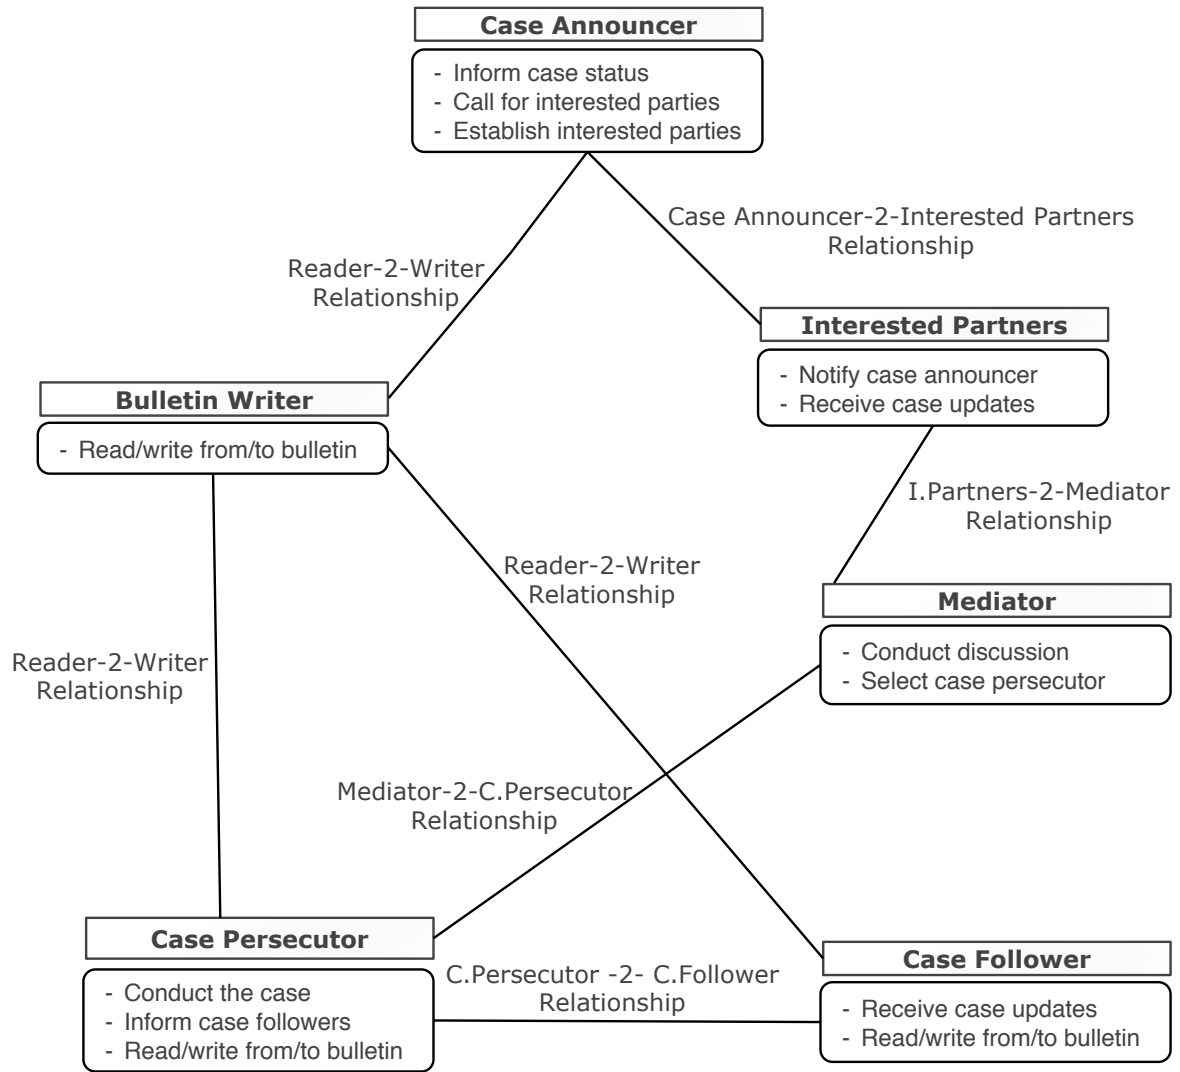 Case Announcer
- Inform case status
- Call for interested parties
- Establish interested parties
Case Announcer-2-Interested Partners
Relationship
Reader-2-Writer
Relationship
Interested Partners
- Notify case announcer
- Receive case updates
Bulletin Writer
- Read/write from/to bulletin
I.Partners-2-Mediator
Relationship
Reader-2-Writer
Relationship
Mediator
- Conduct discussion
- Select case persecutor
Reader-2-Writer
Relationship
Mediator-2-C.Persecutor
Relationship
Case Persecutor
- Conduct the case
- Inform case followers
- Read/write from/to bulletin
C.Persecutor -2- C.Follower
Relationship
Case Follower
- Receive case updates
- Read/write from/to bulletin